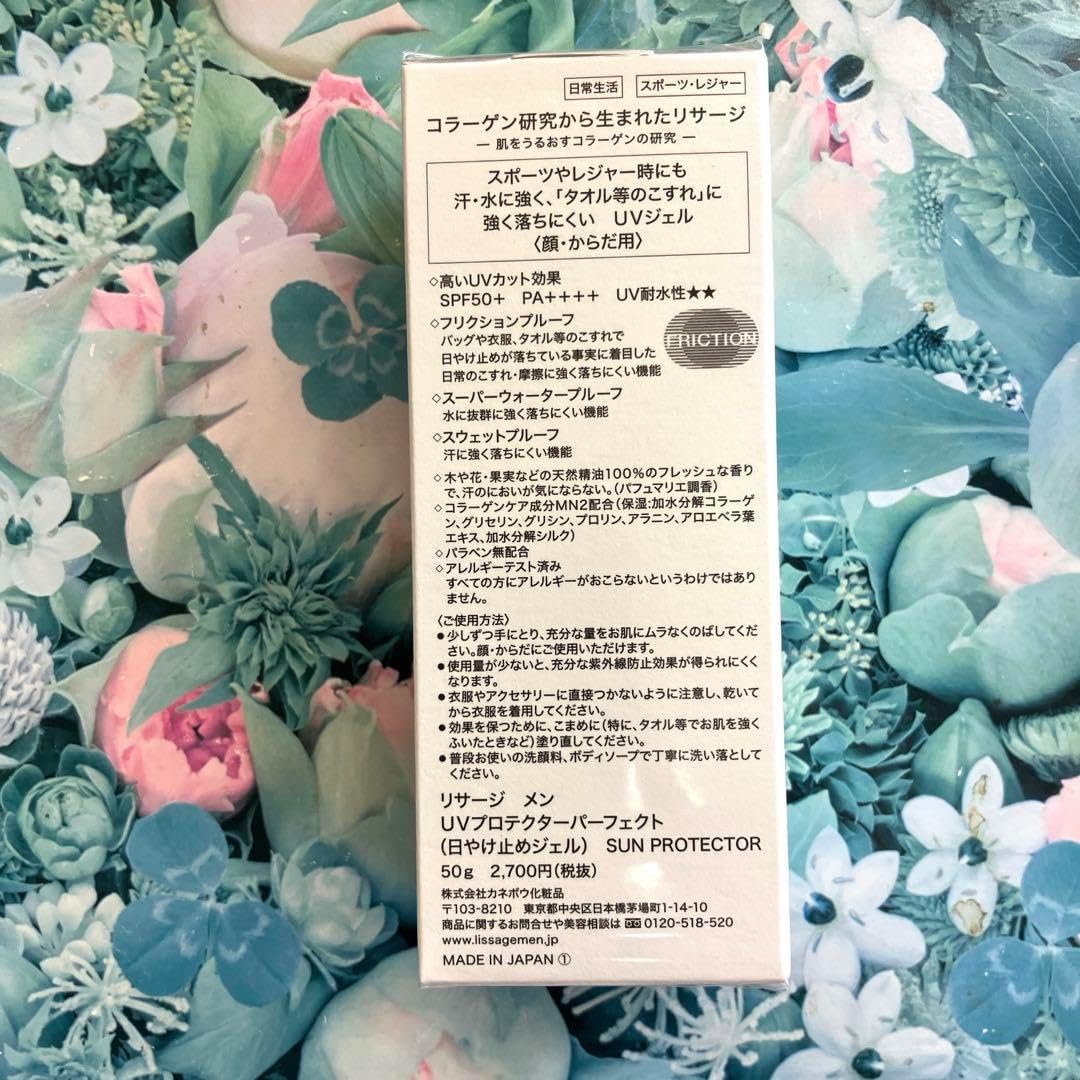 日常生活 スポーツ・レジャー
コラーゲン研究から生まれたリサージ
― 肌をうるおすコラーゲンの研究 ―
スポーツやレジャー時にも
汗・水に強く、「タオル等のこすれ」に
強く落ちにくい UVジェル
〈顔・からだ用〉
◇高いUVカット効果
SPF50+ PA++++ UV耐水性★★
◇フリクションプルーフ
バッグや衣服、タオル等のこすれで
日やけ止めが落ちている事実に着目した
日常のこすれ・摩擦に強く落ちにくい機能
FRICTION
◇スーパーウォータープルーフ
水に抜群に強く落ちにくい機能
◇スウェットプルーフ
汗に強く落ちにくい機能
◇木や花・果実などの天然精油100%のフレッシュな香り
で、汗のにおいが気にならない。(パフュマリエ調香)
◇コラーゲンケア成分MN2配合(保湿:加水分解コラーゲ
ン、グリセリン、グリシン、プロリン、アラニン、アロエベラ葉
エキス、加水分解シルク)
◇パラベン無配合
◇アレルギーテスト済み
すべての方にアレルギーがおこらないというわけではあり
ません。
〈ご使用方法〉
●少しずつ手にとり、充分な量をお肌にムラなくのばしてくだ
さい。顔・からだにご使用いただけます。
●使用量が少ないと、充分な紫外線防止効果が得られにくく
なります。
●衣服やアクセサリーに直接つかないように注意し、乾いて
から衣服を着用してください。
●効果を保つために、こまめに(特に、タオル等でお肌を強く
ふいたときなど)塗り直してください。
●普段お使いの洗顔料、ボディソープで丁寧に洗い落として
ください。
リサージ メン
UVプロテクターパーフェクト
(日やけ止めジェル) SUN PROTECTOR
50g 2,700円(税抜)
株式会社カネボウ化粧品
〒103-8210 東京都中央区日本橋茅場町1-14-10
商品に関するお問合せや美容相談は 0120-518-520
www.lissagemen.jp
MADE IN JAPAN ①